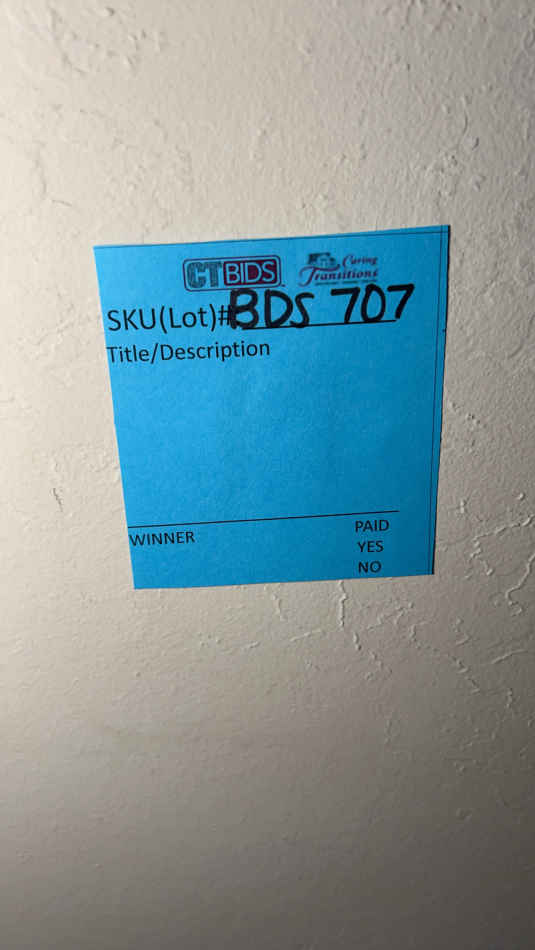 CTBIDS Caring Transitions
SKU(Lot)#BDS 707
Title/Description
WINNER PAID
YES
NO